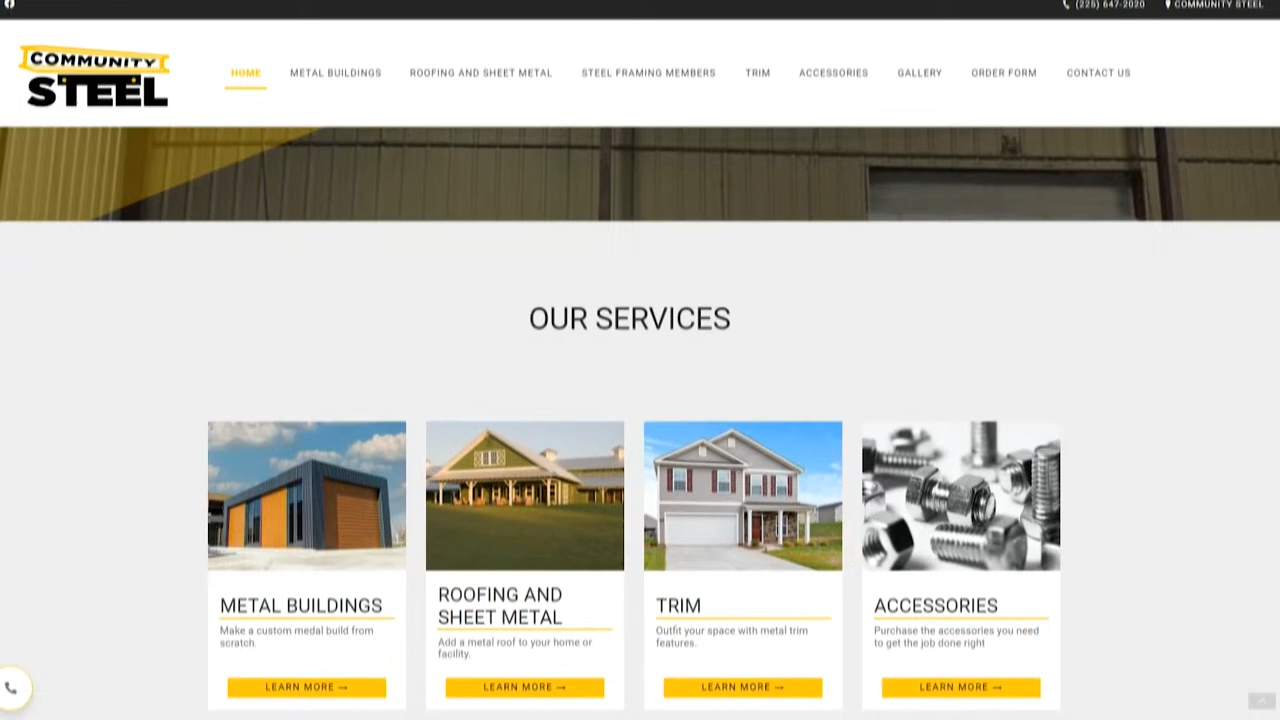 (225) 647-2020
COMMUNITY STEEL
COMMUNITY
STEEL
HOME
METAL BUILDINGS
ROOFING AND SHEET METAL
STEEL FRAMING MEMBERS
TRIM
ACCESSORIES
GALLERY
ORDER FORM
CONTACT US
OUR SERVICES
METAL BUILDINGS
Make a custom medal build from
scratch.
LEARN MORE →
ROOFING AND
SHEET METAL
Add a metal roof to your home or
facility.
LEARN MORE →
TRIM
Outfit your space with metal trim
features.
LEARN MORE →
ACCESSORIES
Purchase the accessories you need
to get the job done right
LEARN MORE →